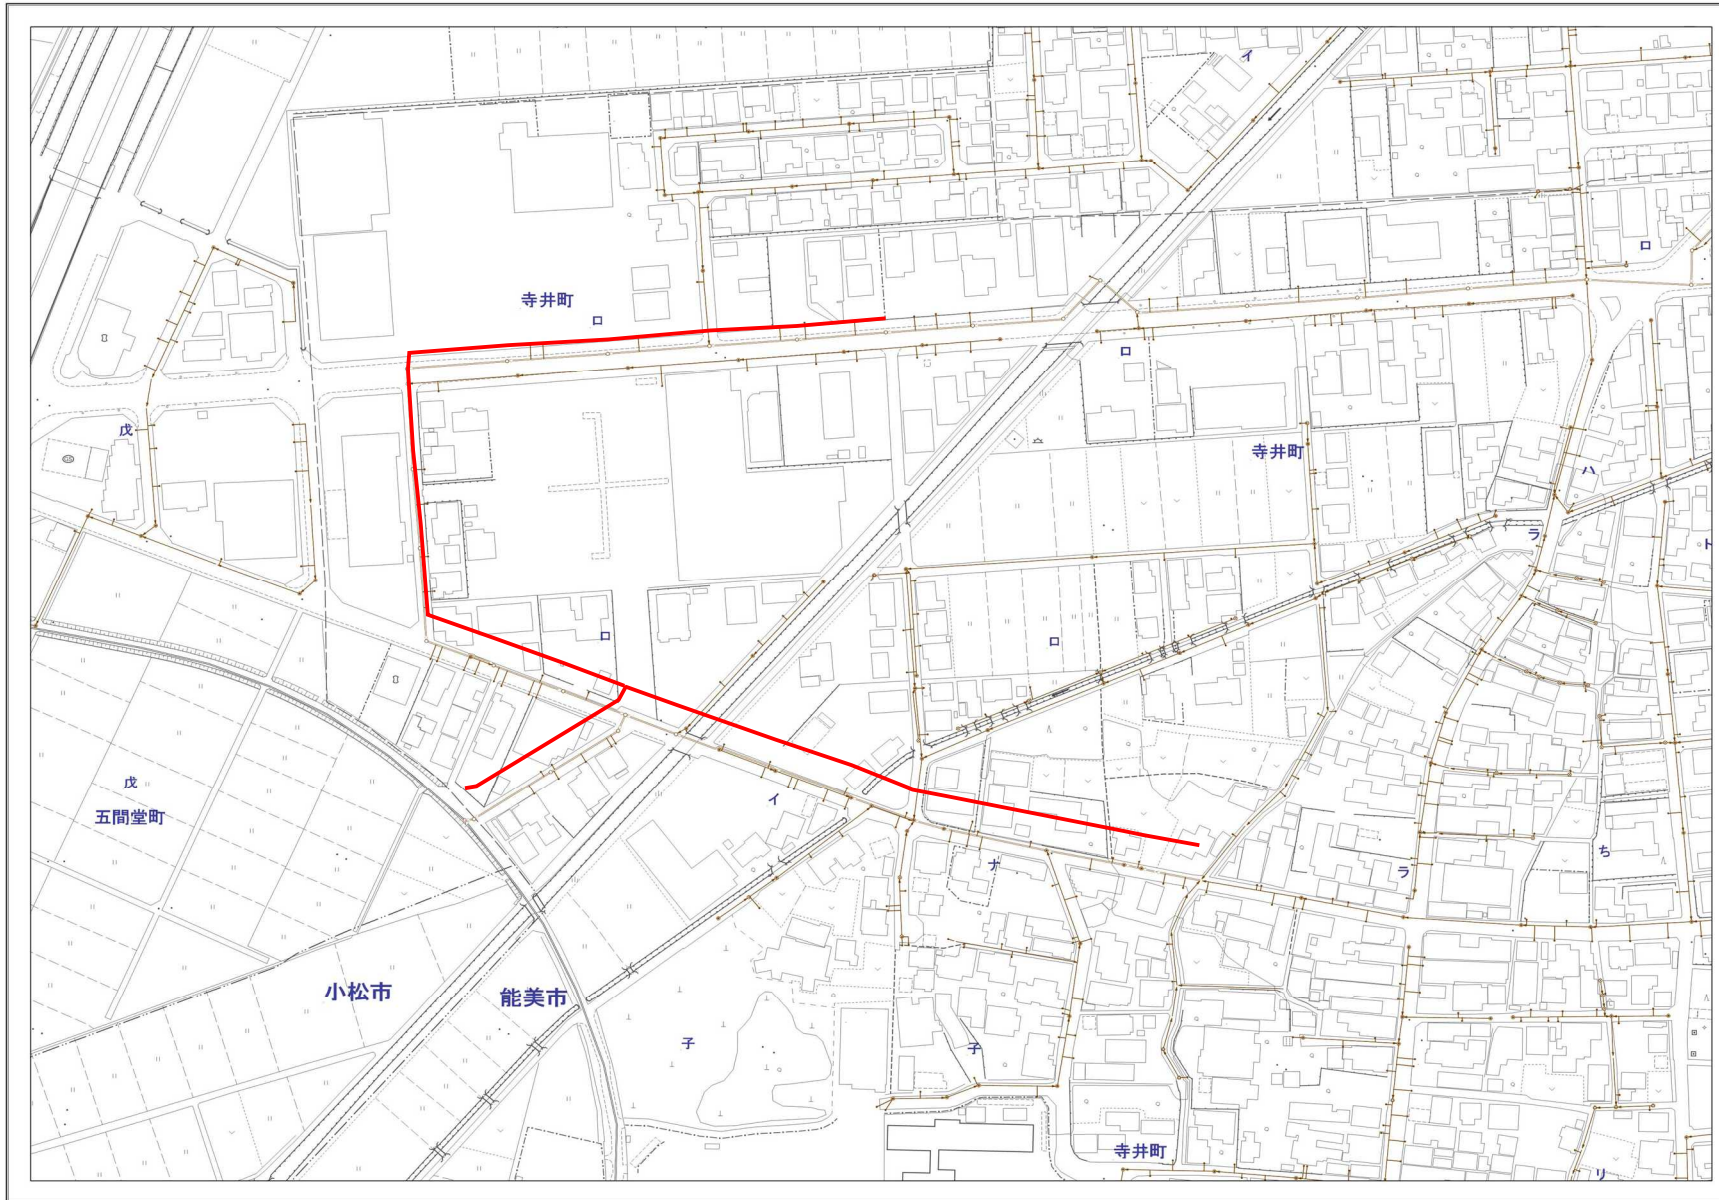 イ
ロ
寺井町
ロ
ロ
戊
寺井町
ハ
ラ
ト
ロ
ロ
戊
五間堂町
イ
ち
ナ
ラ
小松市
能美市
子
子
寺井町
リ